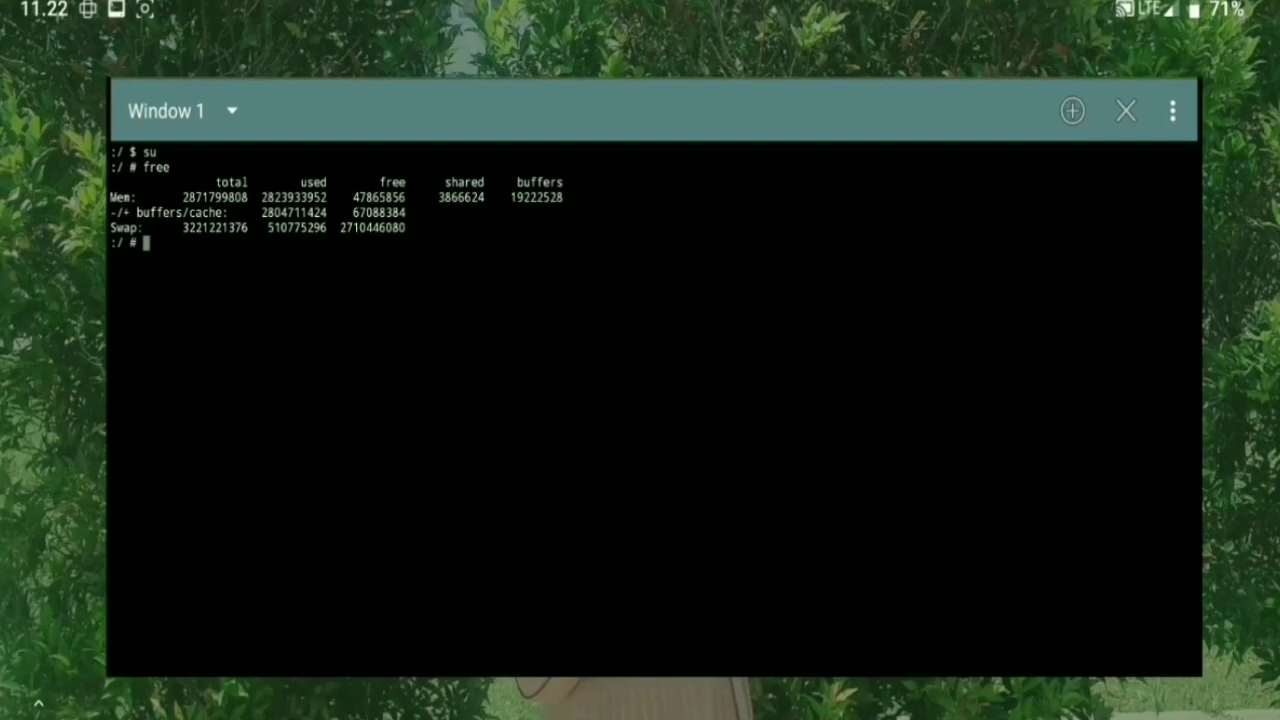 11.22 LTE 71%
Window 1
:/ $ su
:/ # free
total used free shared buffers
Mem: 2871799808 2823933952 47865856 3866624 19222528
-/+ buffers/cache: 2804711424 67088384
Swap: 3221221376 510775296 2710446080
:/ #